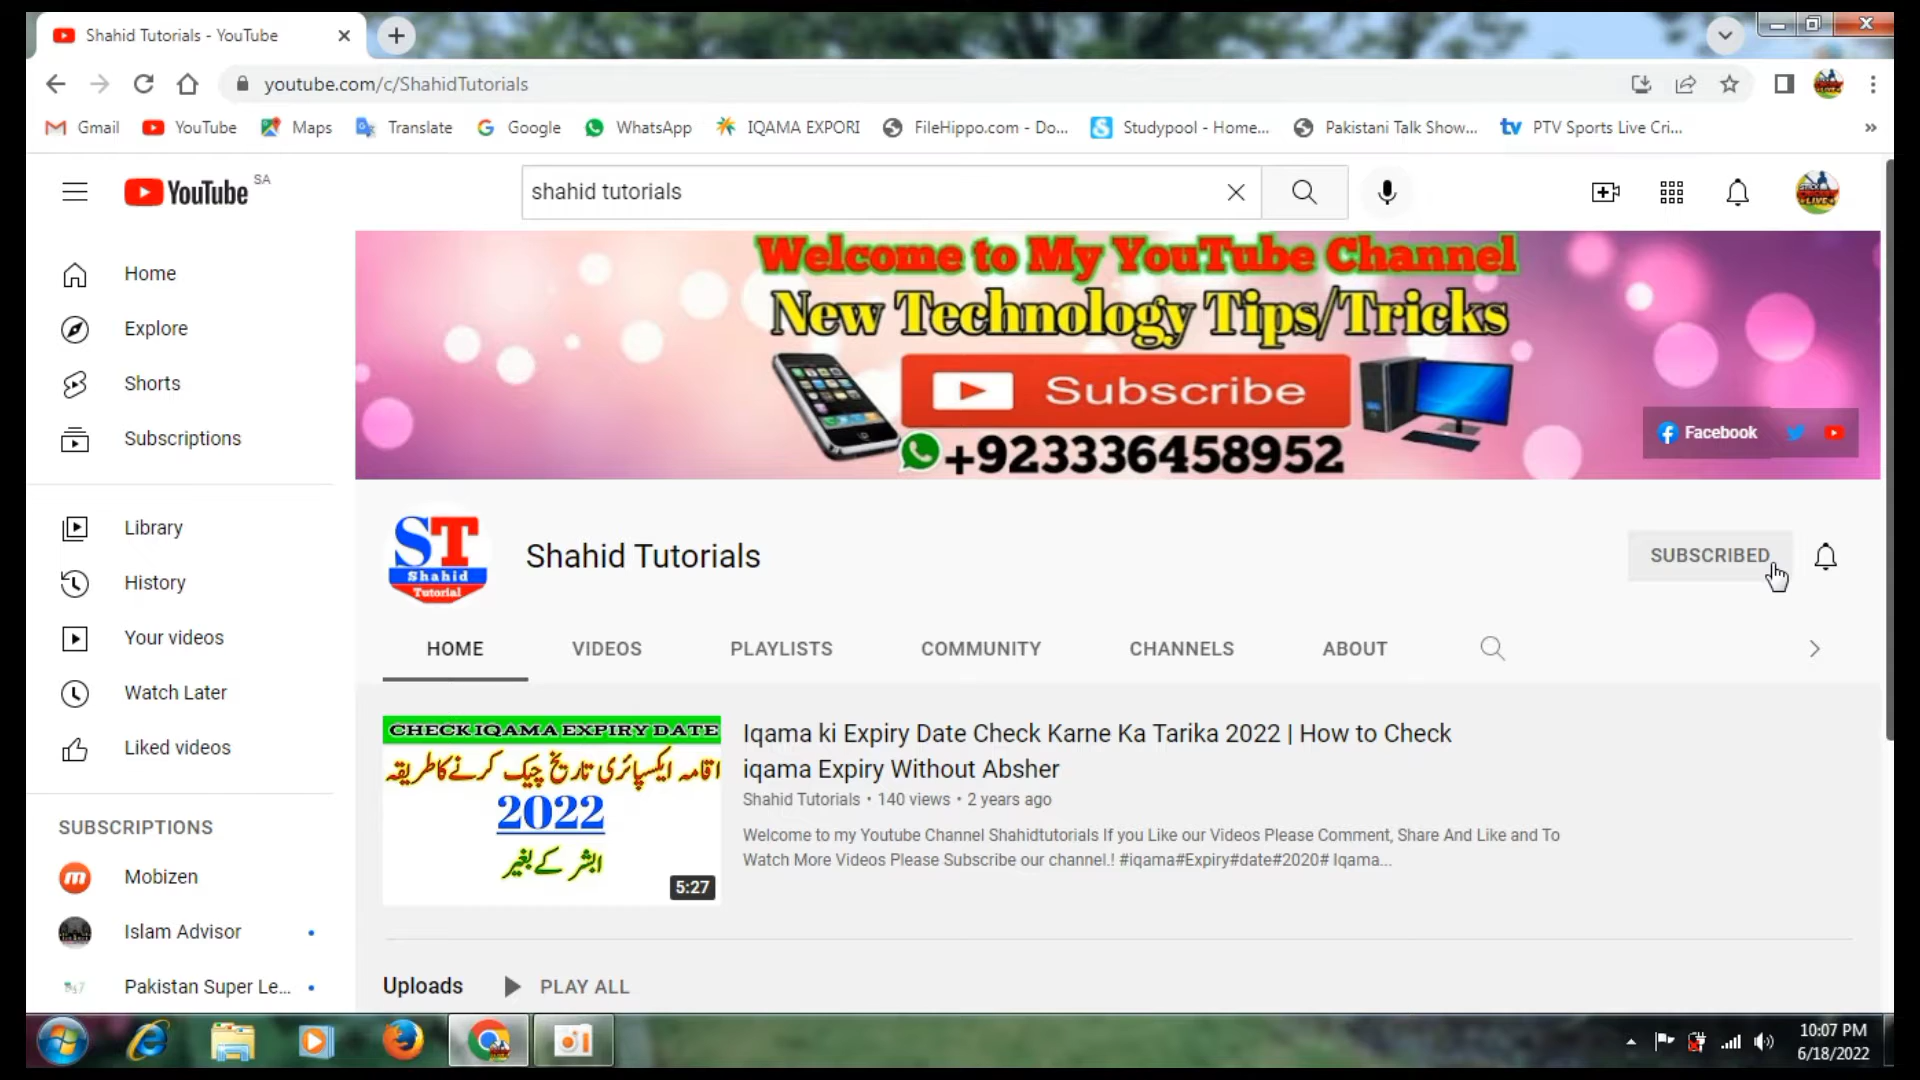 Shahid Tutorials - YouTube
youtube.com/c/ShahidTutorials
Gmail
YouTube
Maps
Translate
Google
WhatsApp
IQAMA EXPORI
FileHippo.com - Do...
Studypool - Home...
Pakistani Talk Show...
tv PTV Sports Live Cri...
YouTube SA
shahid tutorials
Home
Explore
Shorts
Subscriptions
Library
History
Your videos
Watch Later
Liked videos
SUBSCRIPTIONS
Mobizen
Islam Advisor
Pakistan Super Le...
Welcome to My YouTube Channel
New Technology Tips/Tricks
Subscribe
+923336458952
Facebook
ST
Shahid
Tutorial
Shahid Tutorials
SUBSCRIBED
HOME
VIDEOS
PLAYLISTS
COMMUNITY
CHANNELS
ABOUT
CHECK IQAMA EXPIRY DATE
اقامہ ایکسپائری تاریخ چیک کرنے کا طریقہ
2022
ابشر کے بغیر
5:27
Iqama ki Expiry Date Check Karne Ka Tarika 2022 | How to Check
iqama Expiry Without Absher
Shahid Tutorials • 140 views • 2 years ago
Welcome to my Youtube Channel Shahidtutorials If you Like our Videos Please Comment, Share And Like and To
Watch More Videos Please Subscribe our channel.! #iqama#Expiry#date#2020# Iqama...
Uploads
PLAY ALL
10:07 PM
6/18/2022